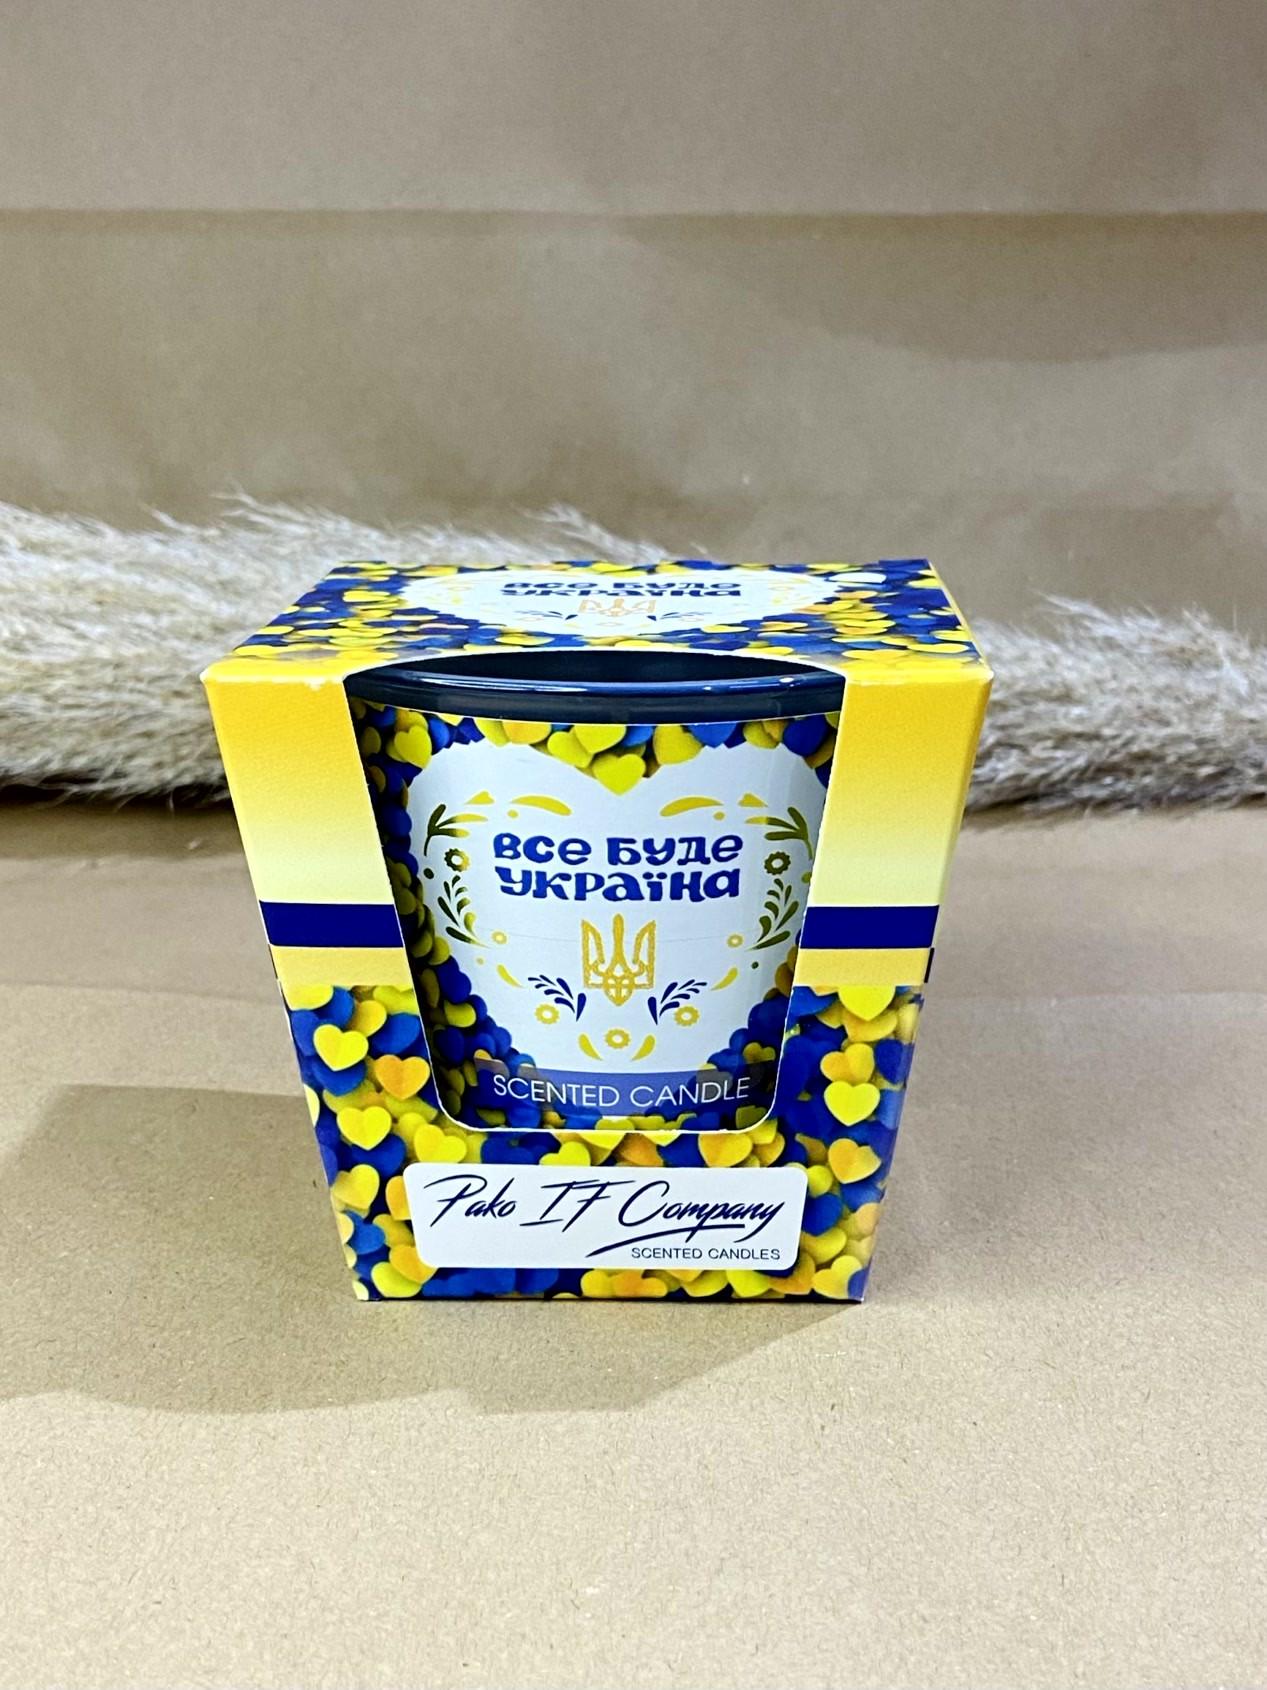 все буде
україна
все буде
україна
SCENTED CANDLE
Pako IF Company
SCENTED CANDLES